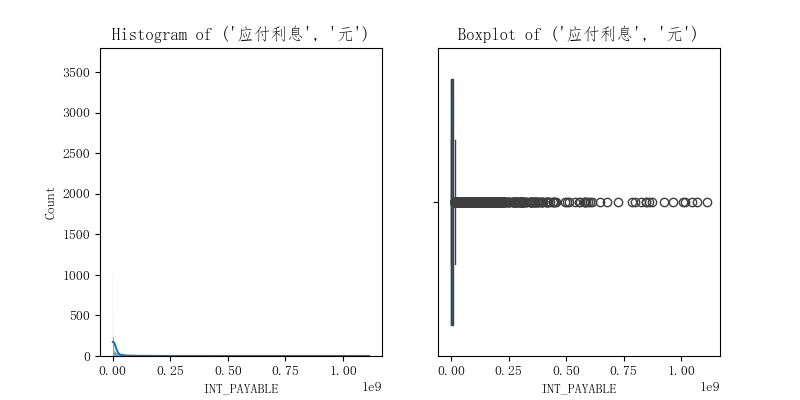 Histogram of ('应付利息', '元')
Boxplot of ('应付利息', '元')
3500
3000
2500
2000
1500
1000
500
0
Count
0.00 0.25 0.50 0.75 1.00
1e9
INT_PAYABLE
0.00 0.25 0.50 0.75 1.00
1e9
INT_PAYABLE